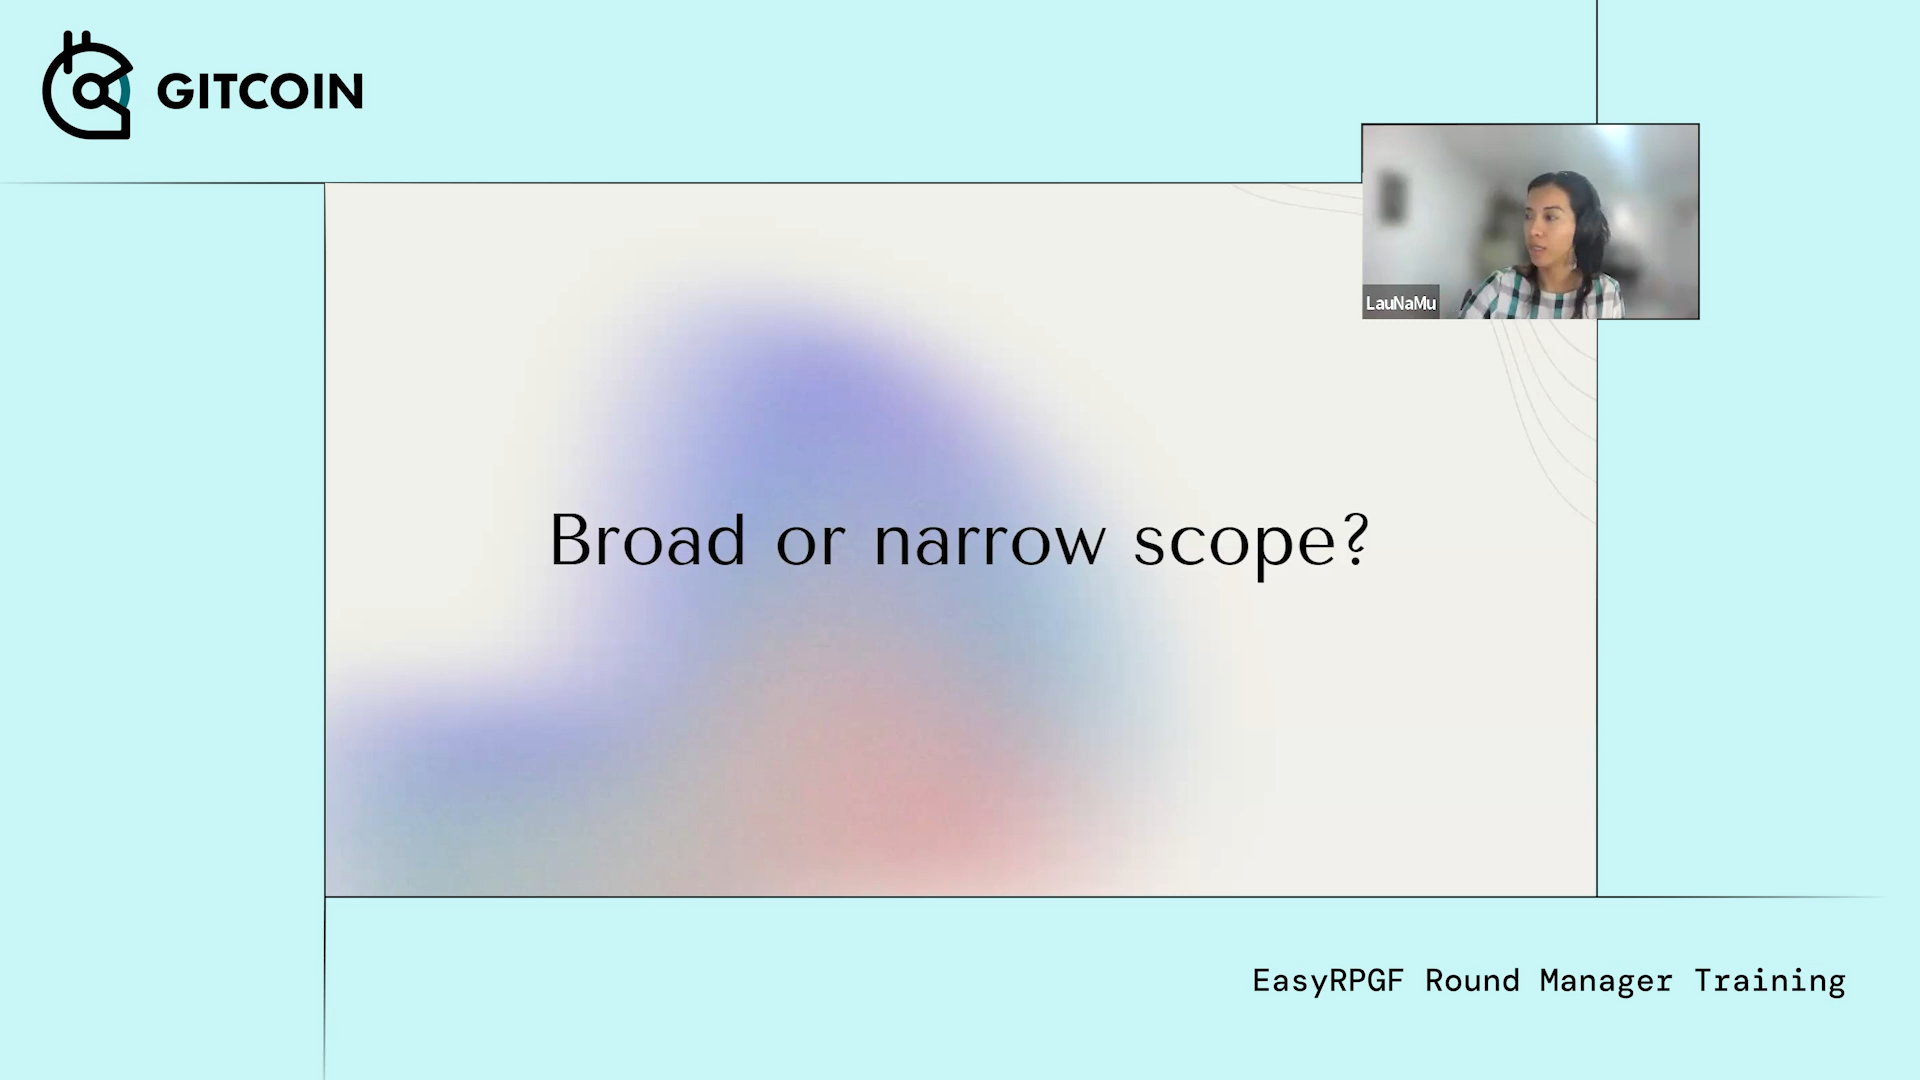 GITCOIN
LauNaMu
Broad or narrow scope?
EasyRPGF Round Manager Training